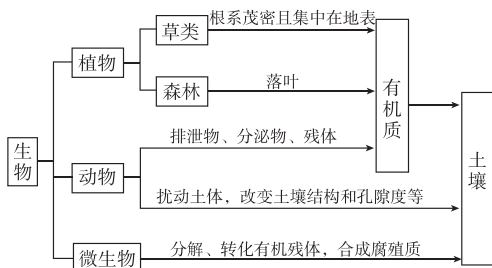 草类
根系茂密且集中在地表
植物
森林
落叶
有机质
生物
排泄物、分泌物、残体
动物
土壤
扰动土体，改变土壤结构和孔隙度等
微生物
分解、转化有机残体，合成腐殖质